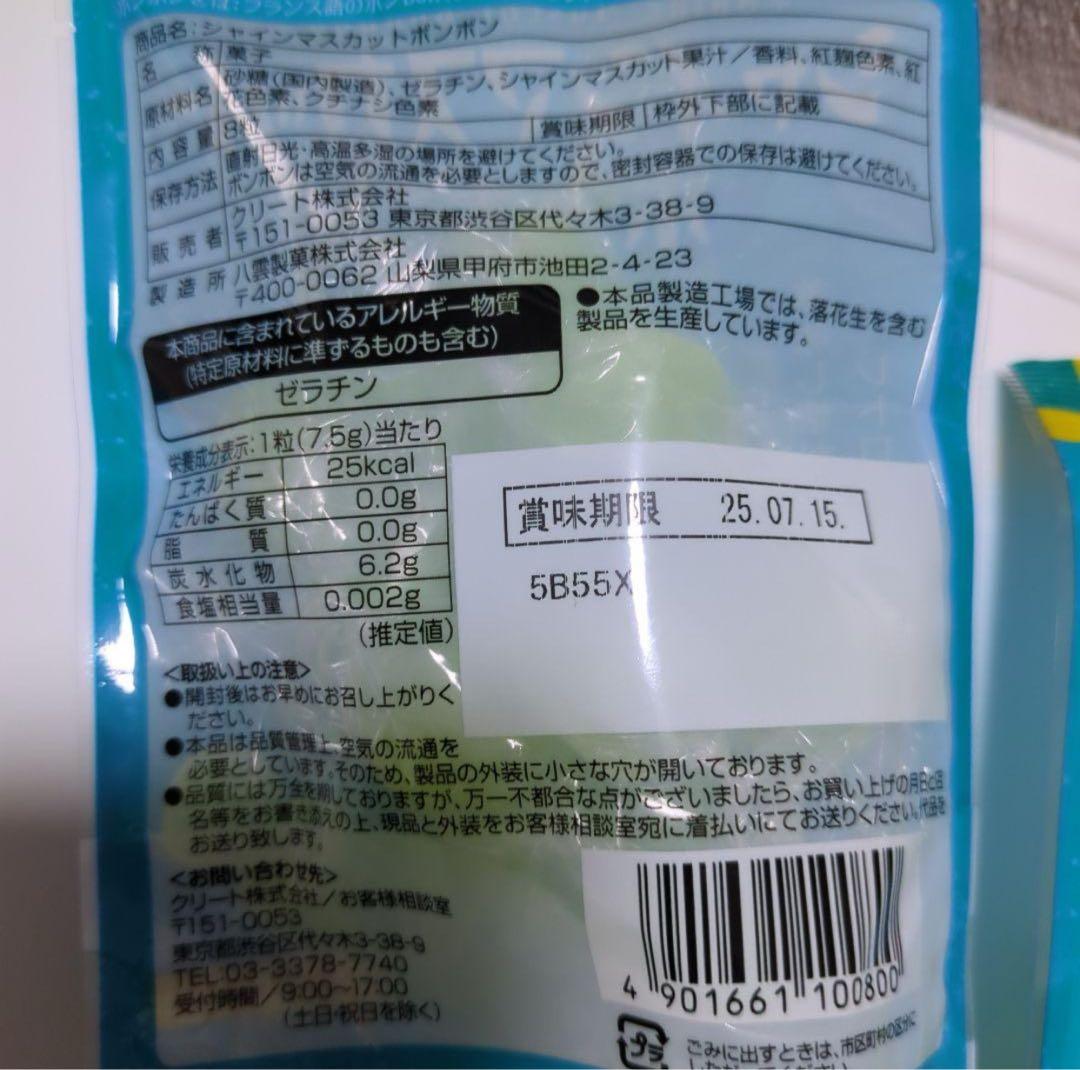 ボンボンとは:フランス語のボン
商品名:シャインマスカットボンボン
名称 菓子
原材料名 砂糖(国内製造)、ゼラチン、シャインマスカット果汁/香料、紅麹色素、紅
花色素、クチナシ色素
内容量 8粒 賞味期限 枠外下部に記載
保存方法 直射日光・高温多湿の場所を避けてください。
ボンボンは空気の流通を必要としますので、密封容器での保存は避けてください。
販売者 クリート株式会社
〒151-0053 東京都渋谷区代々木3-38-9
製造所 八雲製菓株式会社
〒400-0062 山梨県甲府市池田2-4-23
本商品に含まれているアレルギー物質
(特定原材料に準ずるものも含む)
ゼラチン
●本品製造工場では、落花生を含む
製品を生産しています。
栄養成分表示:1粒(7.5g)当たり
エネルギー 25kcal
たんぱく質 0.0g
脂質 0.0g
炭水化物 6.2g
食塩相当量 0.002g
(推定値)
賞味期限 25.07.15.
5B55X
<取扱い上の注意>
●開封後はお早めにお召し上がりく
ださい。
●本品は品質管理上、空気の流通を
必要としています。そのため、製品の外装に小さな穴が開いております。
●品質には万全を期しておりますが、万一不都合な点がございましたら、お買い上げの月日と店
名等をお書き添えの上、現品と外装をお客様相談室宛に着払いにてお送りください。代品を
お送り致します。
<お問い合わせ先>
クリート株式会社/お客様相談室
〒151-0053
東京都渋谷区代々木3-38-9
TEL:03-3378-7740
受付時間/9:00〜17:00
(土日・祝日を除く)
4 901661 100800
プラ
ごみに出すときは、市区町村の区分に